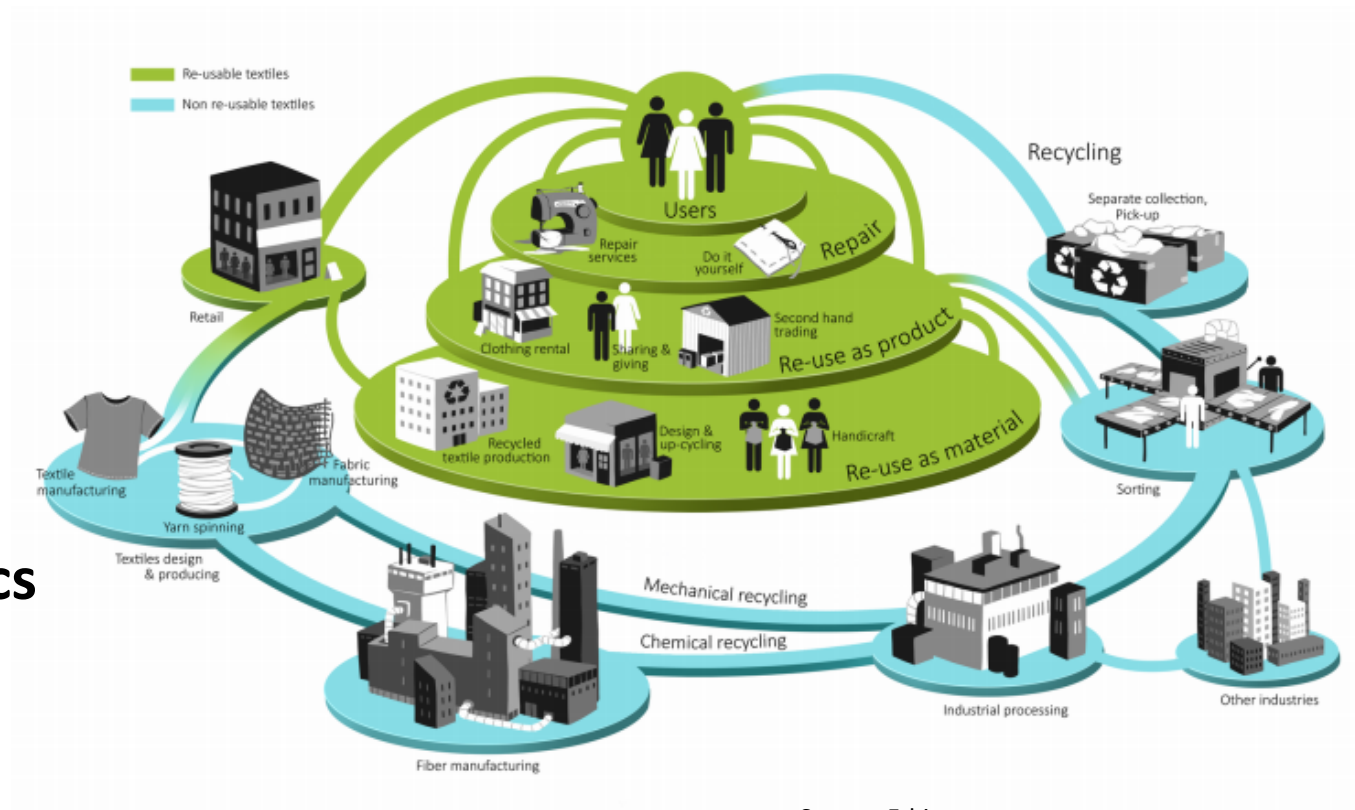 Re-usable textiles
Non re-usable textiles
Recycling
Separate collection,
Pick-up
Users
Repair
services
Do it
yourself
Repair
Retail
Clothing rental
Sharing &
giving
Second hand
trading
Re-use as product
Recycled
textile production
Design &
up-cycling
Handicraft
Re-use as material
Textile
manufacturing
Fabric
manufacturing
Yarn spinning
Textiles design
& producing
Sorting
cs
Mechanical recycling
Chemical recycling
Industrial processing
Other industries
Fiber manufacturing